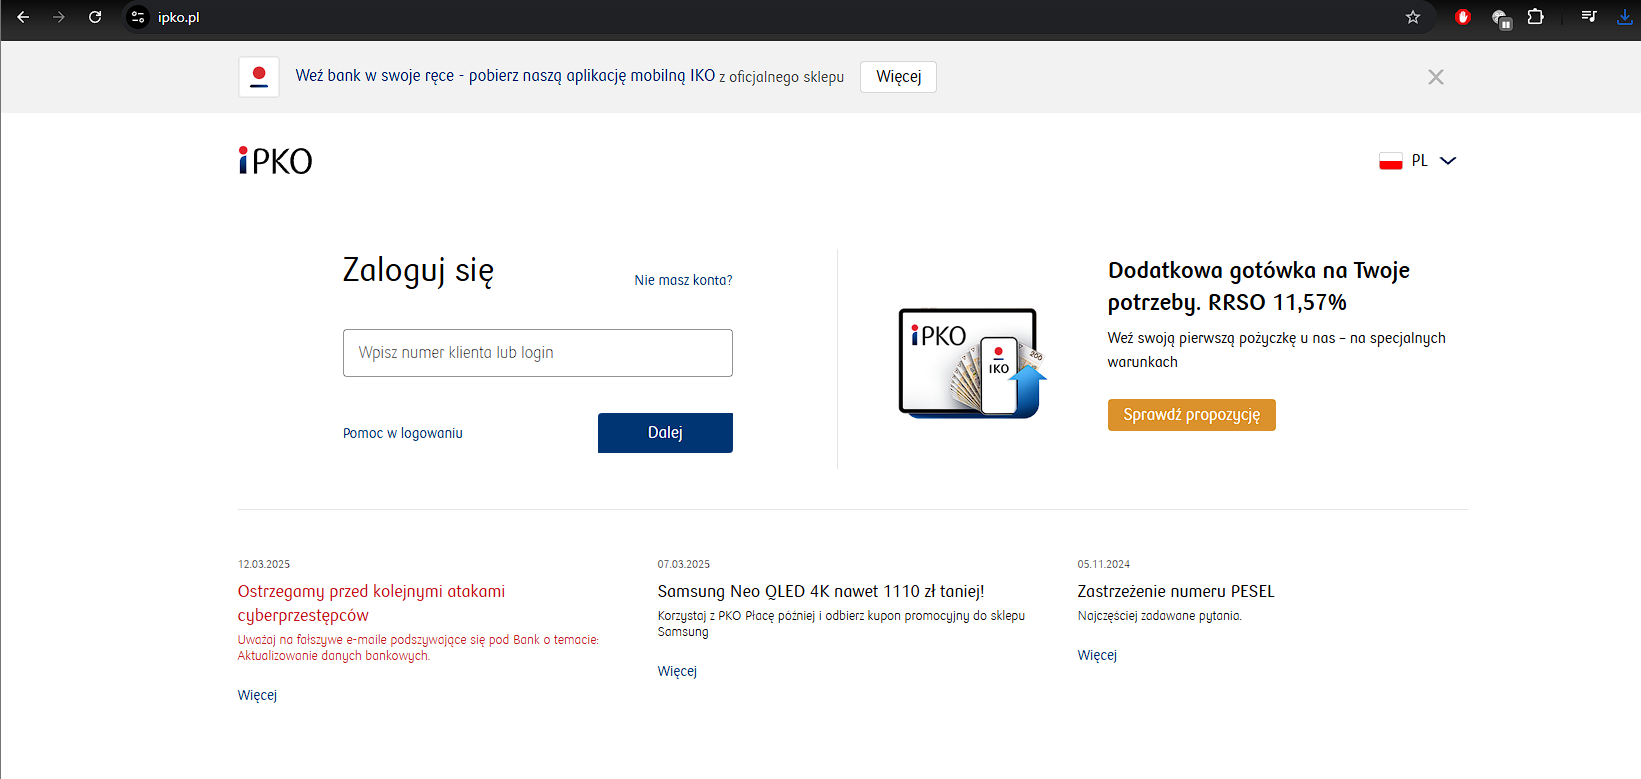 ipko.pl
Weź bank w swoje ręce - pobierz naszą aplikację mobilną IKO z oficjalnego sklepu
Więcej
iPKO
PL
Zaloguj się
Nie masz konta?
Wpisz numer klienta lub login
Pomoc w logowaniu
Dalej
iPKO
IKO
200
Dodatkowa gotówka na Twoje
potrzeby. RRSO 11,57%
Weź swoją pierwszą pożyczkę u nas – na specjalnych
warunkach
Sprawdź propozycję
12.03.2025
Ostrzegamy przed kolejnymi atakami
cyberprzestępców
Uważaj na fałszywe e-maile podszywające się pod Bank o temacie:
Aktualizowanie danych bankowych.
Więcej
07.03.2025
Samsung Neo QLED 4K nawet 1110 zł taniej!
Korzystaj z PKO Płacę później i odbierz kupon promocyjny do sklepu
Samsung
Więcej
05.11.2024
Zastrzeżenie numeru PESEL
Najczęściej zadawane pytania.
Więcej